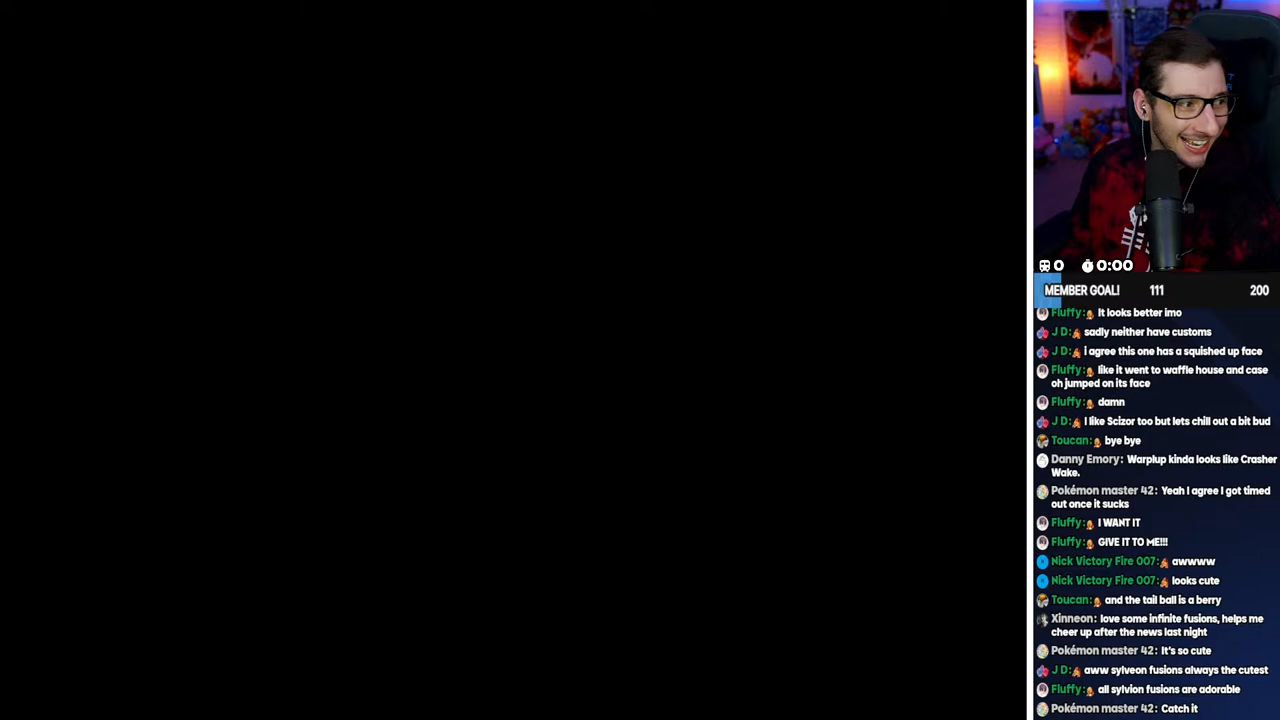 0 0:00
MEMBER GOAL! 111 200
Fluffy: It looks better imo
J D: sadly neither have customs
J D: i agree this one has a squished up face
Fluffy: like it went to waffle house and case
oh jumped on its face
Fluffy: damn
J D: I like Scizor too but lets chill out a bit bud
Toucan: bye bye
Danny Emory: Warplup kinda looks like Crasher
Wake.
Pokémon master 42: Yeah I agree I got timed
out once it sucks
Fluffy: I WANT IT
Fluffy: GIVE IT TO ME!!!
Nick Victory Fire 007: awwww
Nick Victory Fire 007: looks cute
Toucan: and the tail ball is a berry
Xinneon: love some infinite fusions, helps me
cheer up after the news last night
Pokémon master 42: It's so cute
J D: aww sylveon fusions always the cutest
Fluffy: all sylvion fusions are adorable
Pokémon master 42: Catch it